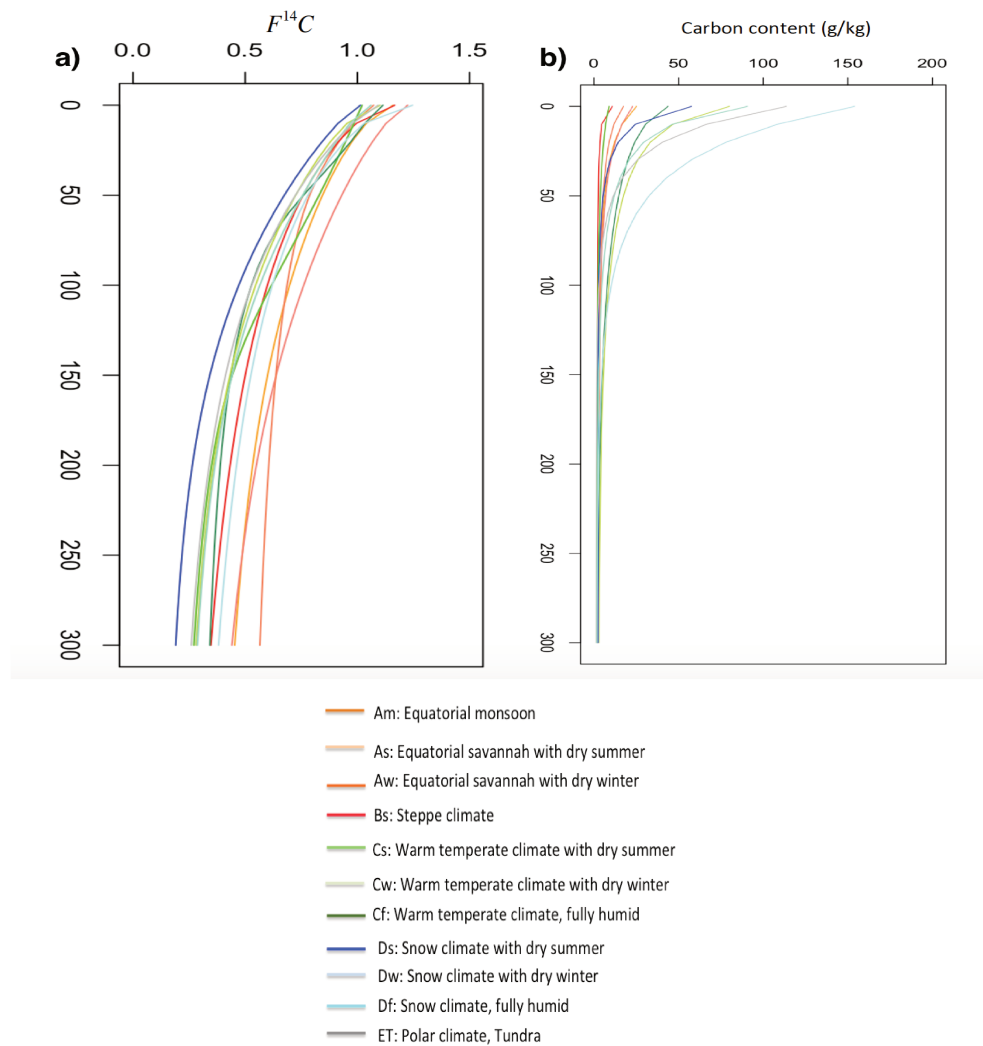 F14C
0.0 0.5 1.0 1.5
a)
0
50
100
150
200
250
300
Carbon content (g/kg)
b)
0 50 100 150 200
0
50
100
150
200
250
300
Am: Equatorial monsoon
As: Equatorial savannah with dry summer
Aw: Equatorial savannah with dry winter
Bs: Steppe climate
Cs: Warm temperate climate with dry summer
Cw: Warm temperate climate with dry winter
Cf: Warm temperate climate, fully humid
Ds: Snow climate with dry summer
Dw: Snow climate with dry winter
Df: Snow climate, fully humid
ET: Polar climate, Tundra